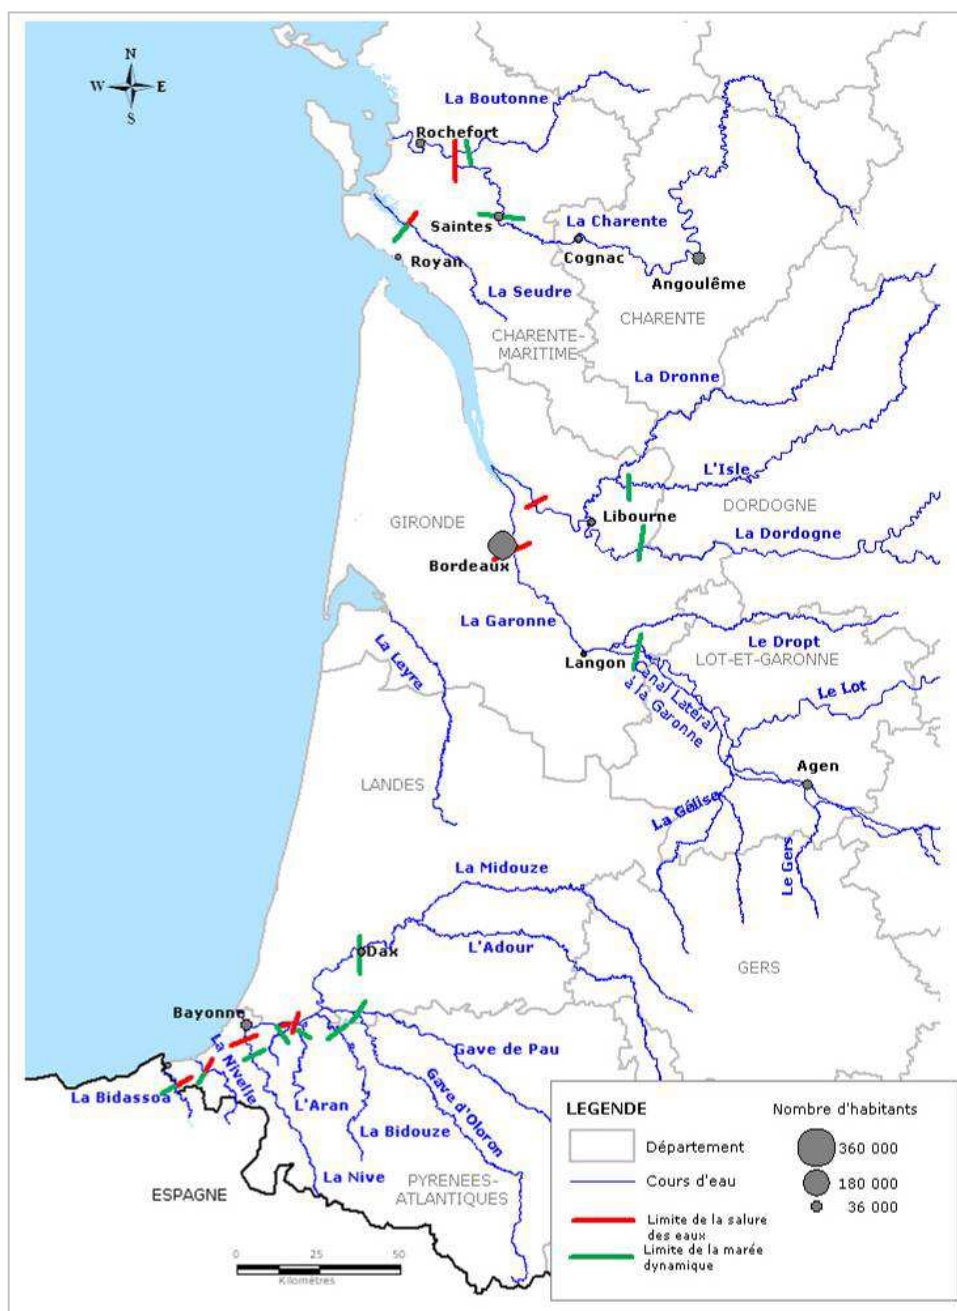 N
W E
S
La Boutonne
Rochefort
La Charente
Saintes
Cognac
Royan
Angoulême
La Seudre
CHARENTE
CHARENTE-
MARITIME
La Dronne
L'Isle
DORDOGNE
GIRONDE
Libourne
La Dordogne
Bordeaux
La Garonne
Le Dropt
Langon
LOT-ET-GARONNE
La Leyre
Canal Latéral
à la Garonne
Le Lot
Agen
LANDES
La Gélise
Le Gers
La Midouze
Dax
L'Adour
GERS
Bayonne
La Nivelle
Gave de Pau
La Bidassoa
L'Aran
Gave d'Oloron
La Bidouze
La Nive
PYRENEES-
ATLANTIQUES
ESPAGNE
0 25 50
Kilomètres
LEGENDE
Département
Cours d'eau
Limite de la salure
des eaux
Limite de la marée
dynamique
Nombre d'habitants
360 000
180 000
36 000